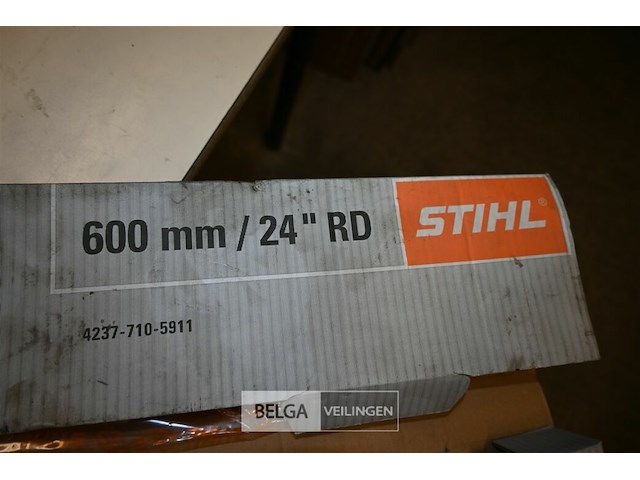 600 mm / 24" RD
STIHL®
4237-710-5911
BELGA VEILINGEN